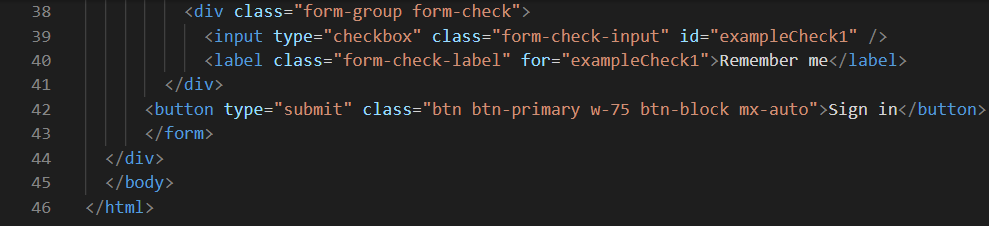 38 <div class="form-group form-check">
39 <input type="checkbox" class="form-check-input" id="exampleCheck1" />
40 <label class="form-check-label" for="exampleCheck1">Remember me</label>
41 </div>
42 <button type="submit" class="btn btn-primary w-75 btn-block mx-auto">Sign in</button>
43 </form>
44 </div>
45 </body>
46 </html>